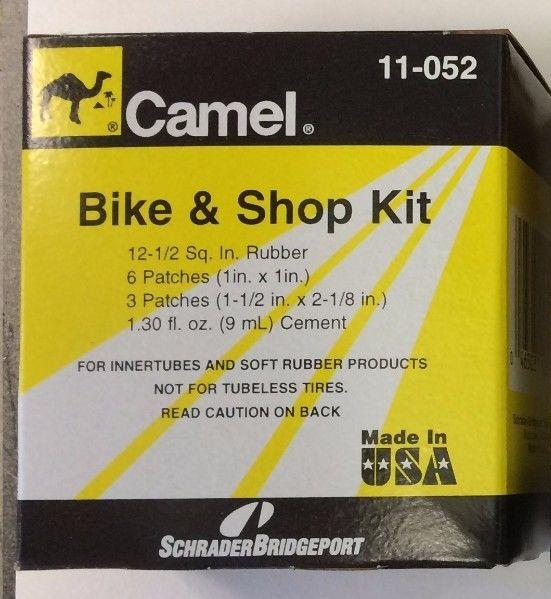 11-052
Camel®
Bike & Shop Kit
12-1/2 Sq. In. Rubber
6 Patches (1in. x 1in.)
3 Patches (1-1/2 in. x 2-1/8 in.)
1.30 fl. oz. (9 mL) Cement
FOR INNERTUBES AND SOFT RUBBER PRODUCTS
NOT FOR TUBELESS TIRES.
READ CAUTION ON BACK
Made In
USA
SCHRADERBRIDGEPORT